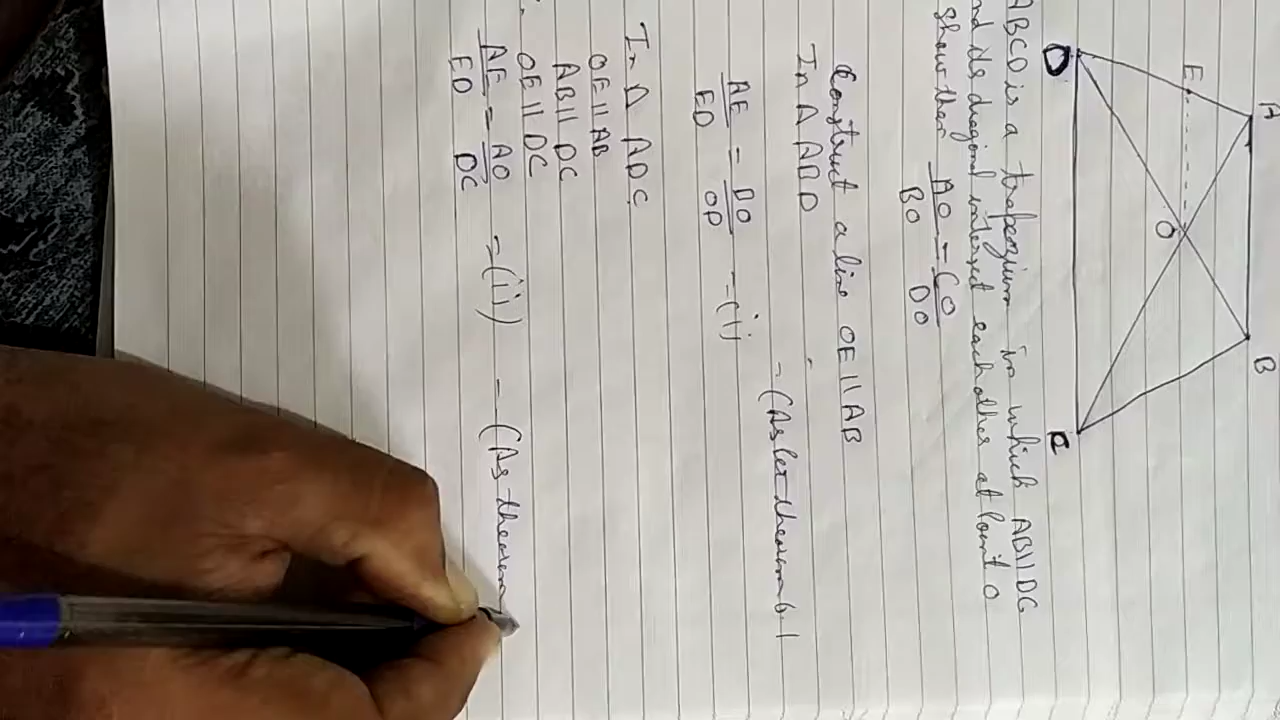 A
B
E
O
D
C
ABCD is a trapezium in which AB||DC
nd its diagonal intersect each other at point O
show that AO/BO = CO/DO
Construct a line OE||AB
In Δ ABD
- (As let theorem 6.1
AE/ED = BO/OD - (i)
In Δ ADC
OE||AB
AB||DC
OE||DC
AE/ED = AO/DC - (ii) - (As theorem